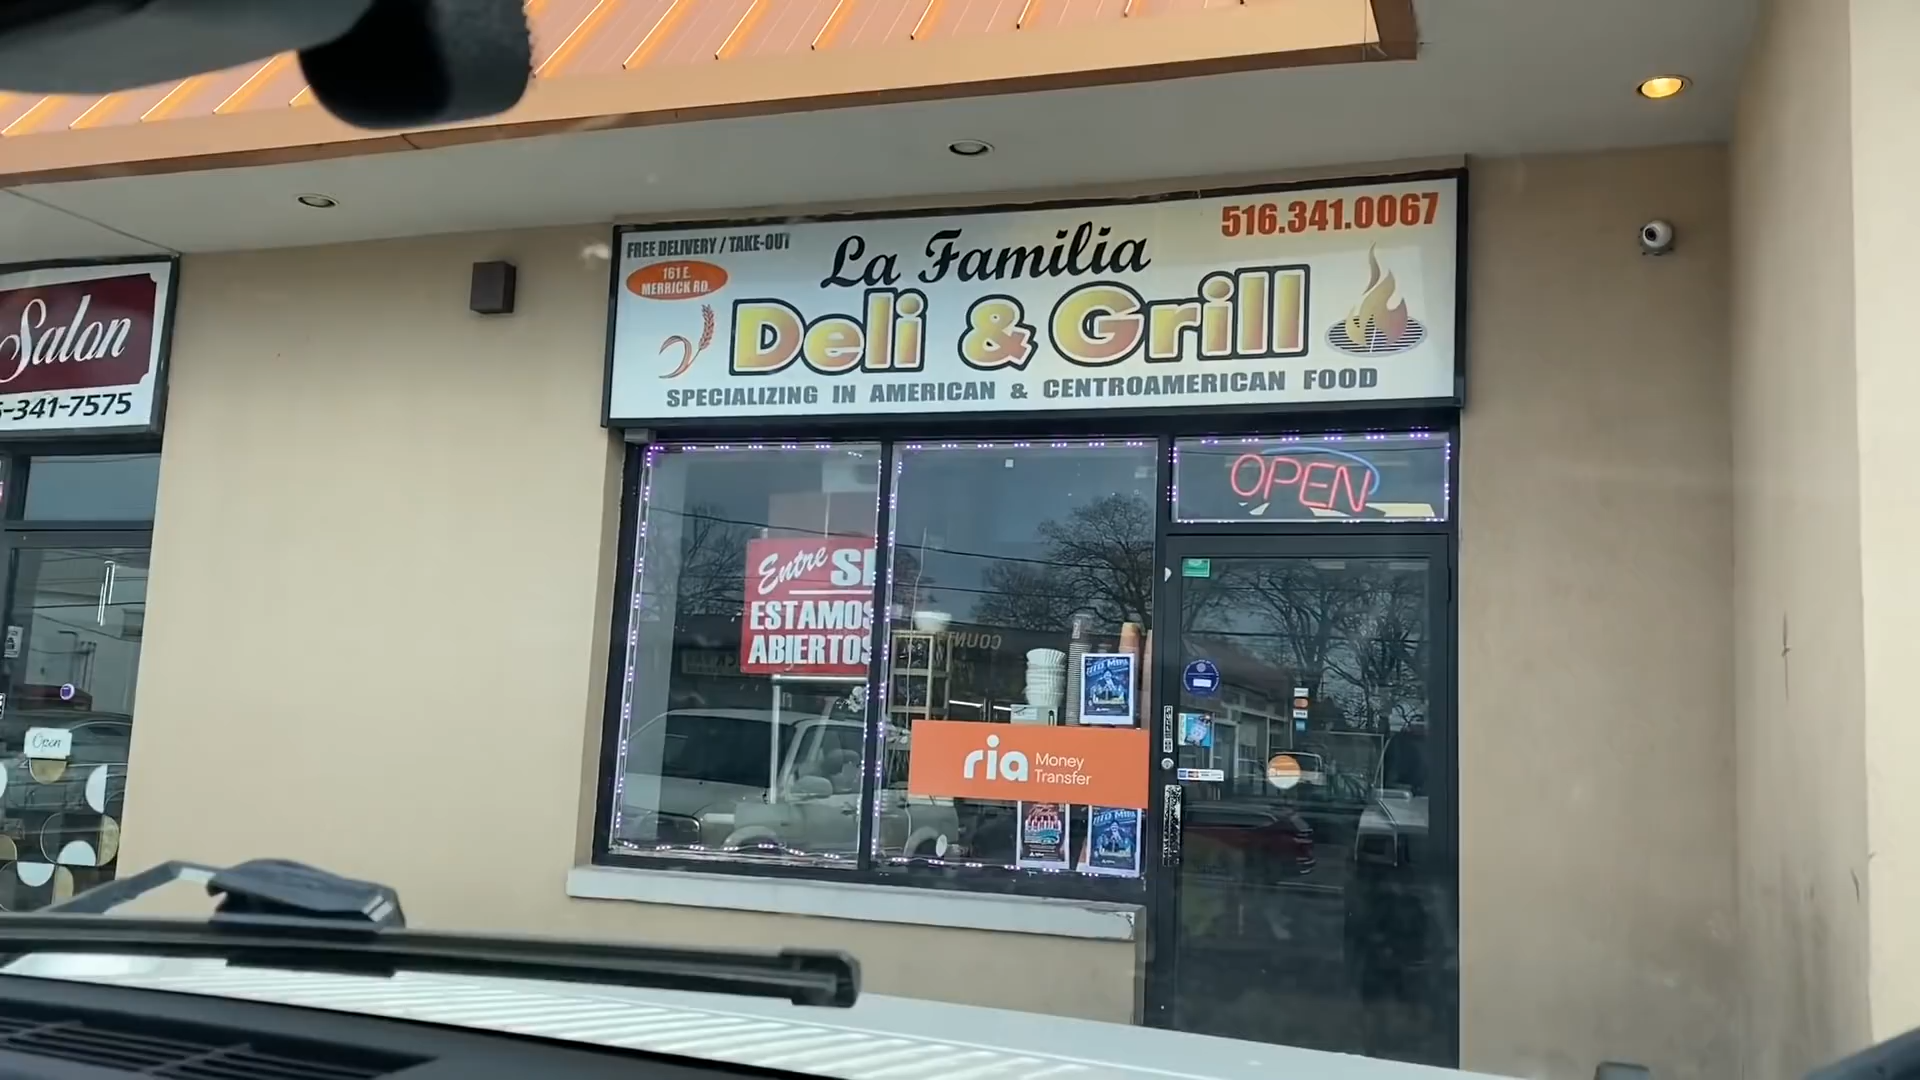 Salon
-341-7575
FREE DELIVERY / TAKE-OUT
161 E.
MERRICK RD.
La Familia
516.341.0067
Deli & Grill
SPECIALIZING IN AMERICAN & CENTROAMERICAN FOOD
OPEN
Entre SI
ESTAMOS
ABIERTOS
ria Money
Transfer
Open